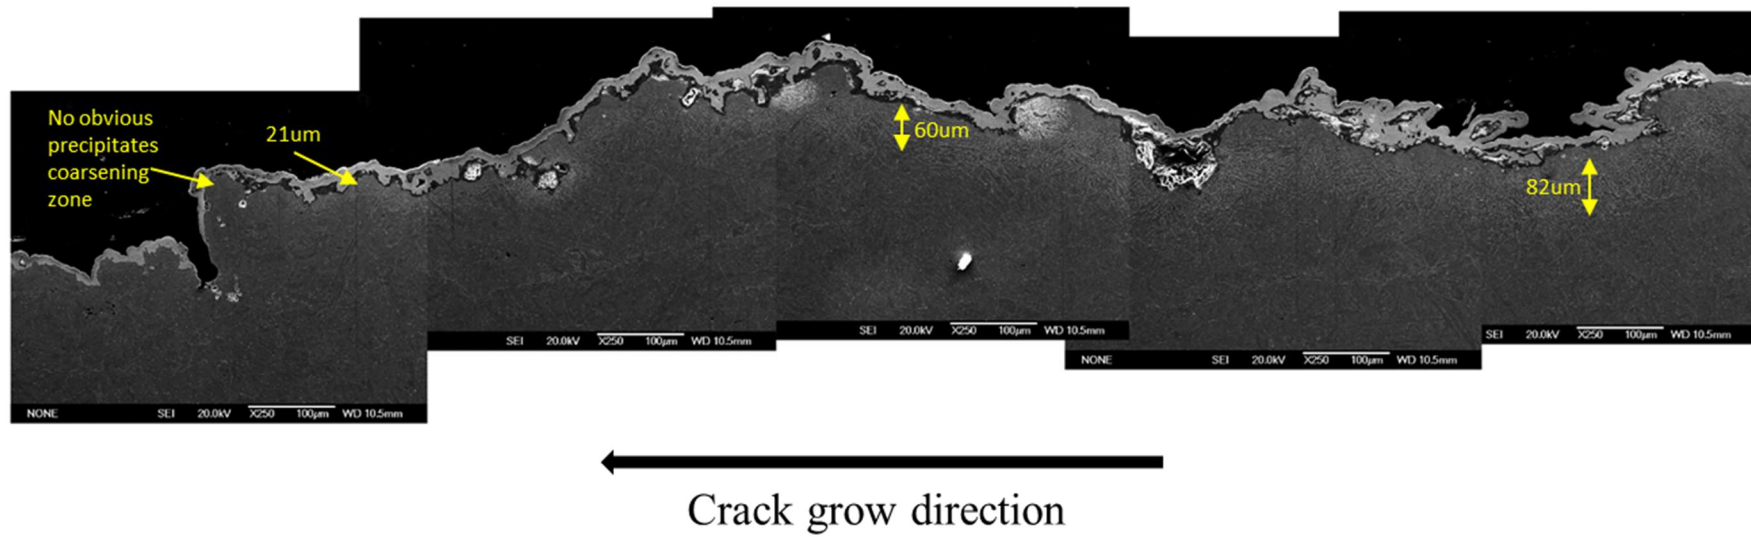 No obvious
precipitates
coarsening
zone
21um
60um
82um
NONE SEI 20.0kV X250 100µm WD 10.5mm
SEI 20.0kV X250 100µm WD 10.5mm
SEI 20.0kV X250 100µm WD 10.5mm
NONE SEI 20.0kV X250 100µm WD 10.5mm
SEI 20.0kV X250 100µm WD 10.5mm
Crack grow direction